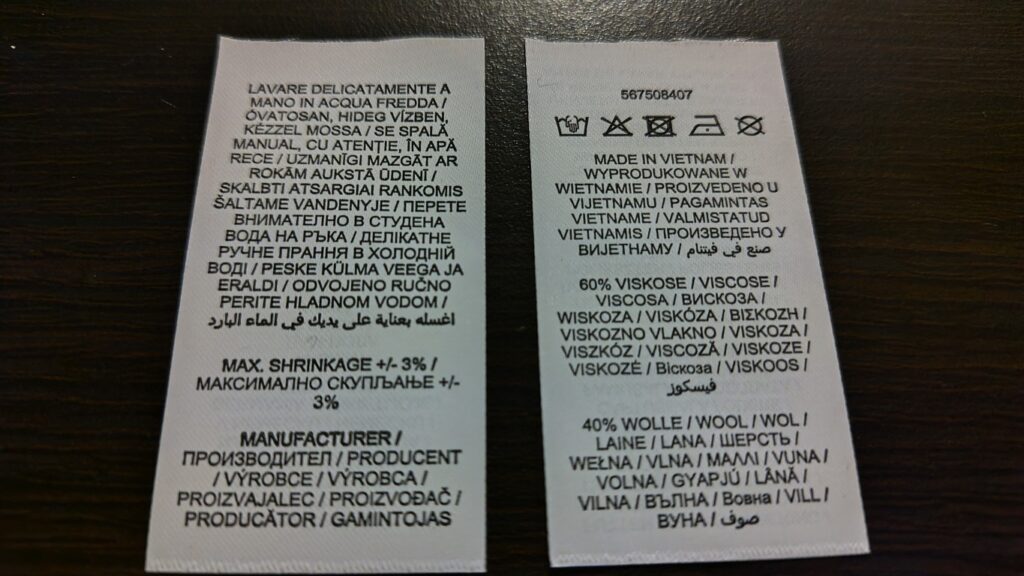 LAVARE DELICATAMENTE A
MANO IN ACQUA FREDDA /
ÓVATOSAN, HIDEG VÍZBEN,
KÉZZEL MOSSA / SE SPALĂ
MANUAL, CU ATENȚIE, ÎN APĂ
RECE / UZMANĪGI MAZGĀT AR
ROKĀM AUKSTĀ ŪDENĪ /
SKALBTI ATSARGIAI RANKOMIS
ŠALTAME VANDENYJE / ПЕРЕТЕ
ВНИМАТЕЛНО В СТУДЕНА
ВОДА НА РЪКА / ДЕЛІКАТНЕ
РУЧНЕ ПРАННЯ В ХОЛОДНІЙ
ВОДІ / PESKE KÜLMA VEEGA JA
ERALDI / ODVOJENO RUČNO
PERITE HLADNOM VODOM /
اغسله بعناية على يديك في الماء البارد
MAX. SHRINKAGE +/- 3% /
МАКСИМАЛНО СКУПЉАЊЕ +/-
3%
MANUFACTURER /
ПРОИЗВОДИТЕЛ / PRODUCENT
/ VÝROBCE / VÝROBCA /
PROIZVAJALEC / PROIZVOĐAČ /
PRODUCĂTOR / GAMINTOJAS
567508407
MADE IN VIETNAM /
WYPRODUKOWANE W
WIETNAMIE / PROIZVEDENO U
VIJETNAMU / PAGAMINTAS
VIETNAME / VALMISTATUD
VIETNAMIS / ПРОИЗВЕДЕНО У
ВИЈЕТНАМУ / صنع في فيتنام
60% VISKOSE / VISCOSE /
VISCOSA / ВИСКОЗА /
WISKOZA / VISKÓZA / ΒΙΣΚΟΖΗ /
VISKOZNO VLAKNO / VISKOZA /
VISZKÓZ / VISCOZĂ / VISKOZE /
VISKOZĖ / Віскоза / VISKOOS /
فيسكوز
40% WOLLE / WOOL / WOL /
LAINE / LANA / ШЕРСТЬ /
WEŁNA / VLNA / ΜΑΛΛΙ / VUNA /
VOLNA / GYAPJÚ / LÂNĂ /
VILNA / ВЪЛНА / Вовна / VILL /
ВУНА / صوف